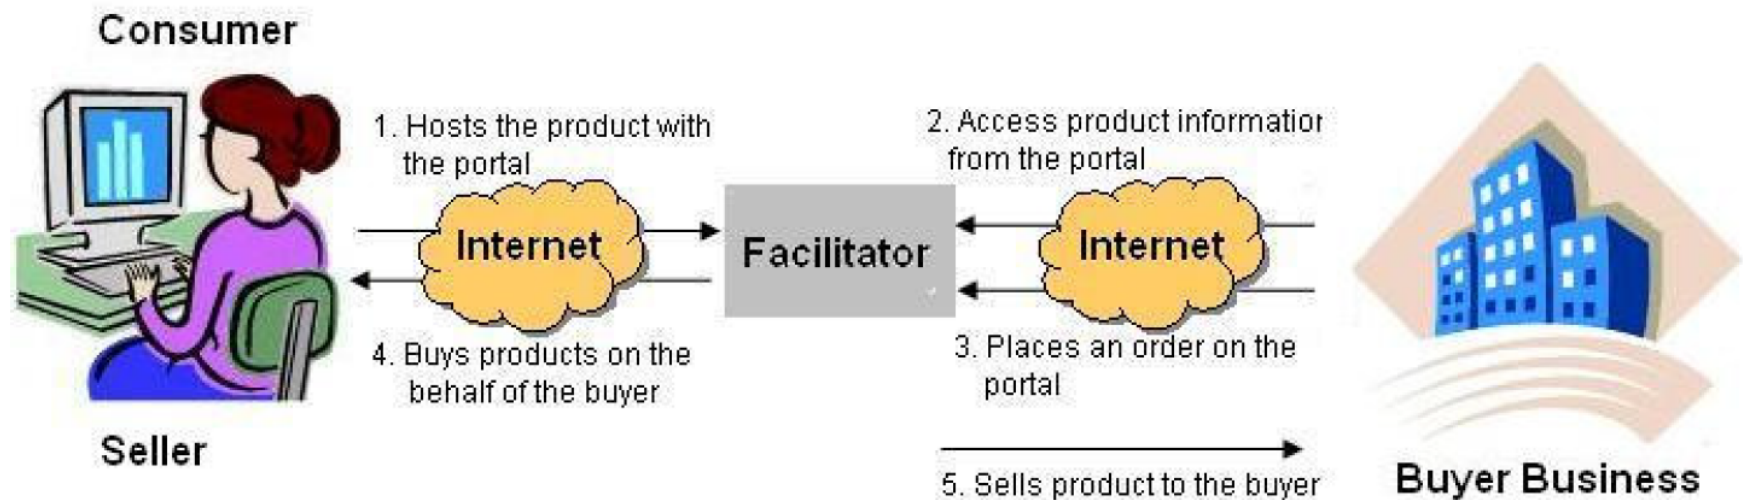 Consumer
1. Hosts the product with
the portal
2. Access product information
from the portal
Internet
Facilitator
Internet
4. Buys products on the
behalf of the buyer
3. Places an order on the
portal
Seller
5. Sells product to the buyer
Buyer Business